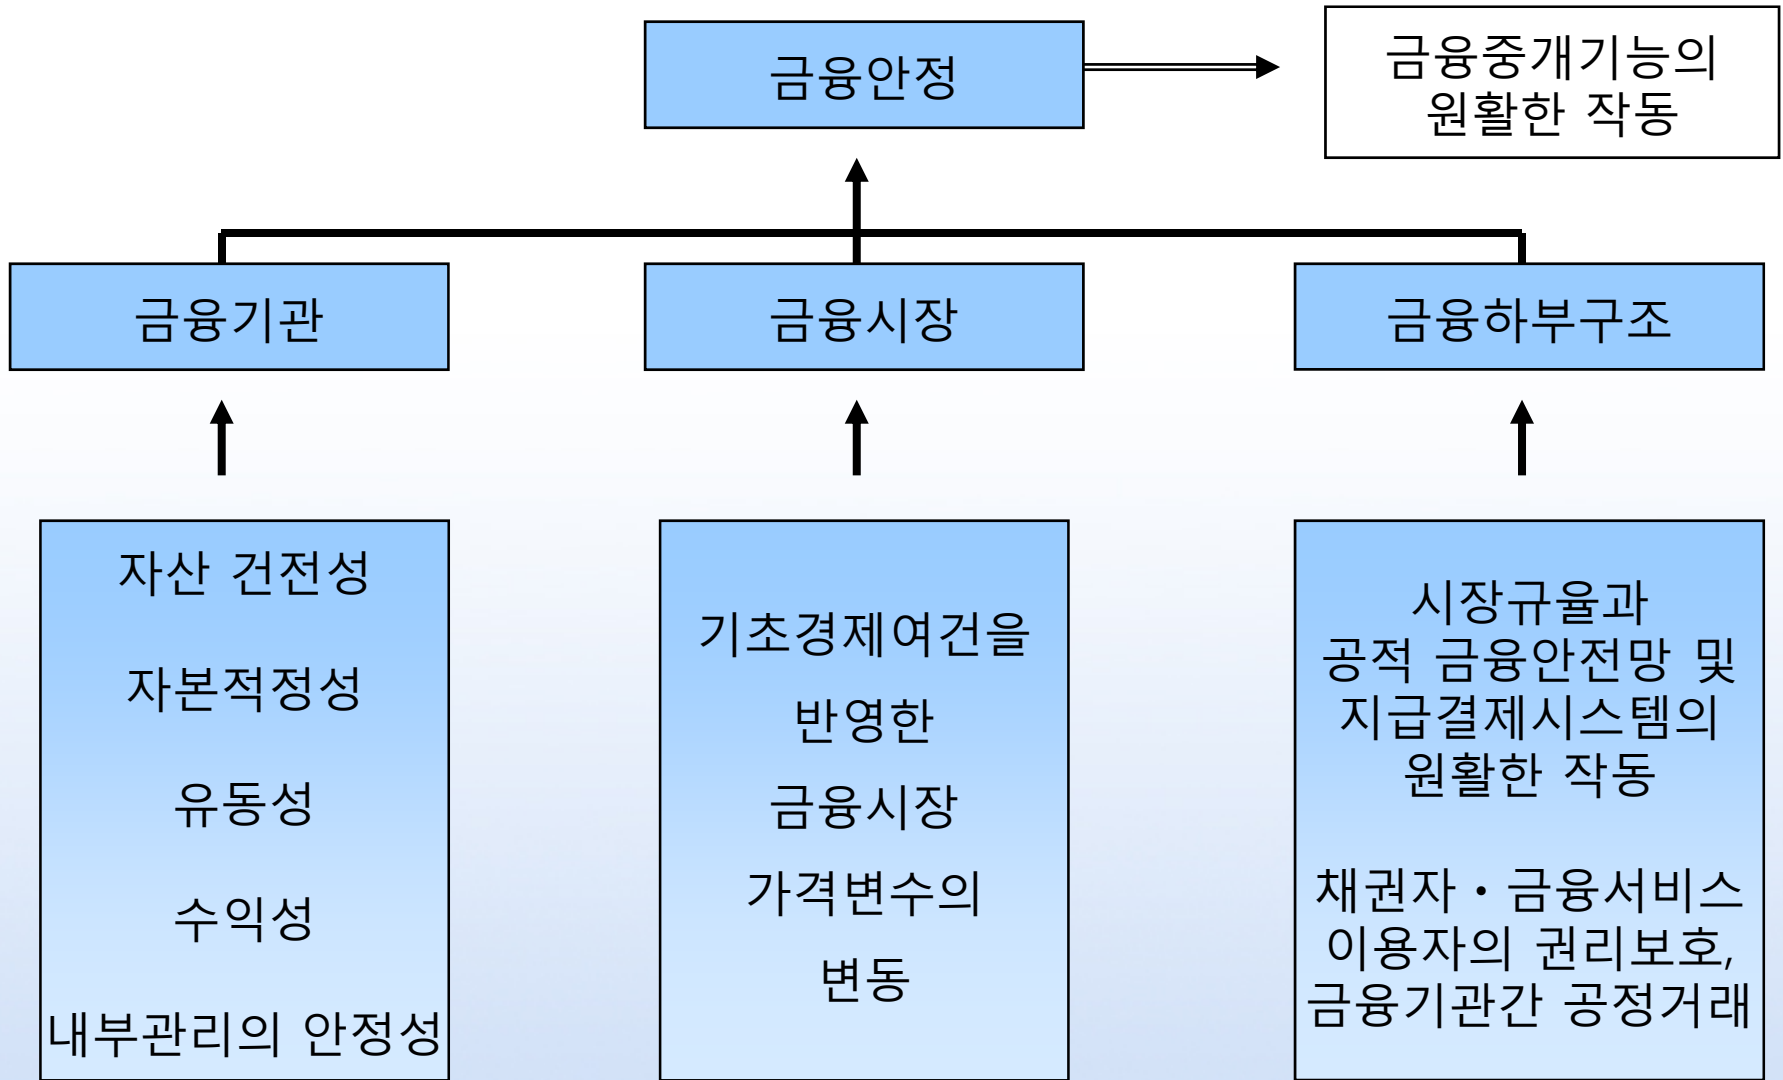 금융안정
금융중개기능의
원활한 작동
금융기관
금융시장
금융하부구조
자산 건전성
자본적정성
유동성
수익성
내부관리의 안정성
기초경제여건을
반영한
금융시장
가격변수의
변동
시장규율과
공적 금융안전망 및
지급결제시스템의
원활한 작동
채권자·금융서비스
이용자의 권리보호,
금융기관간 공정거래